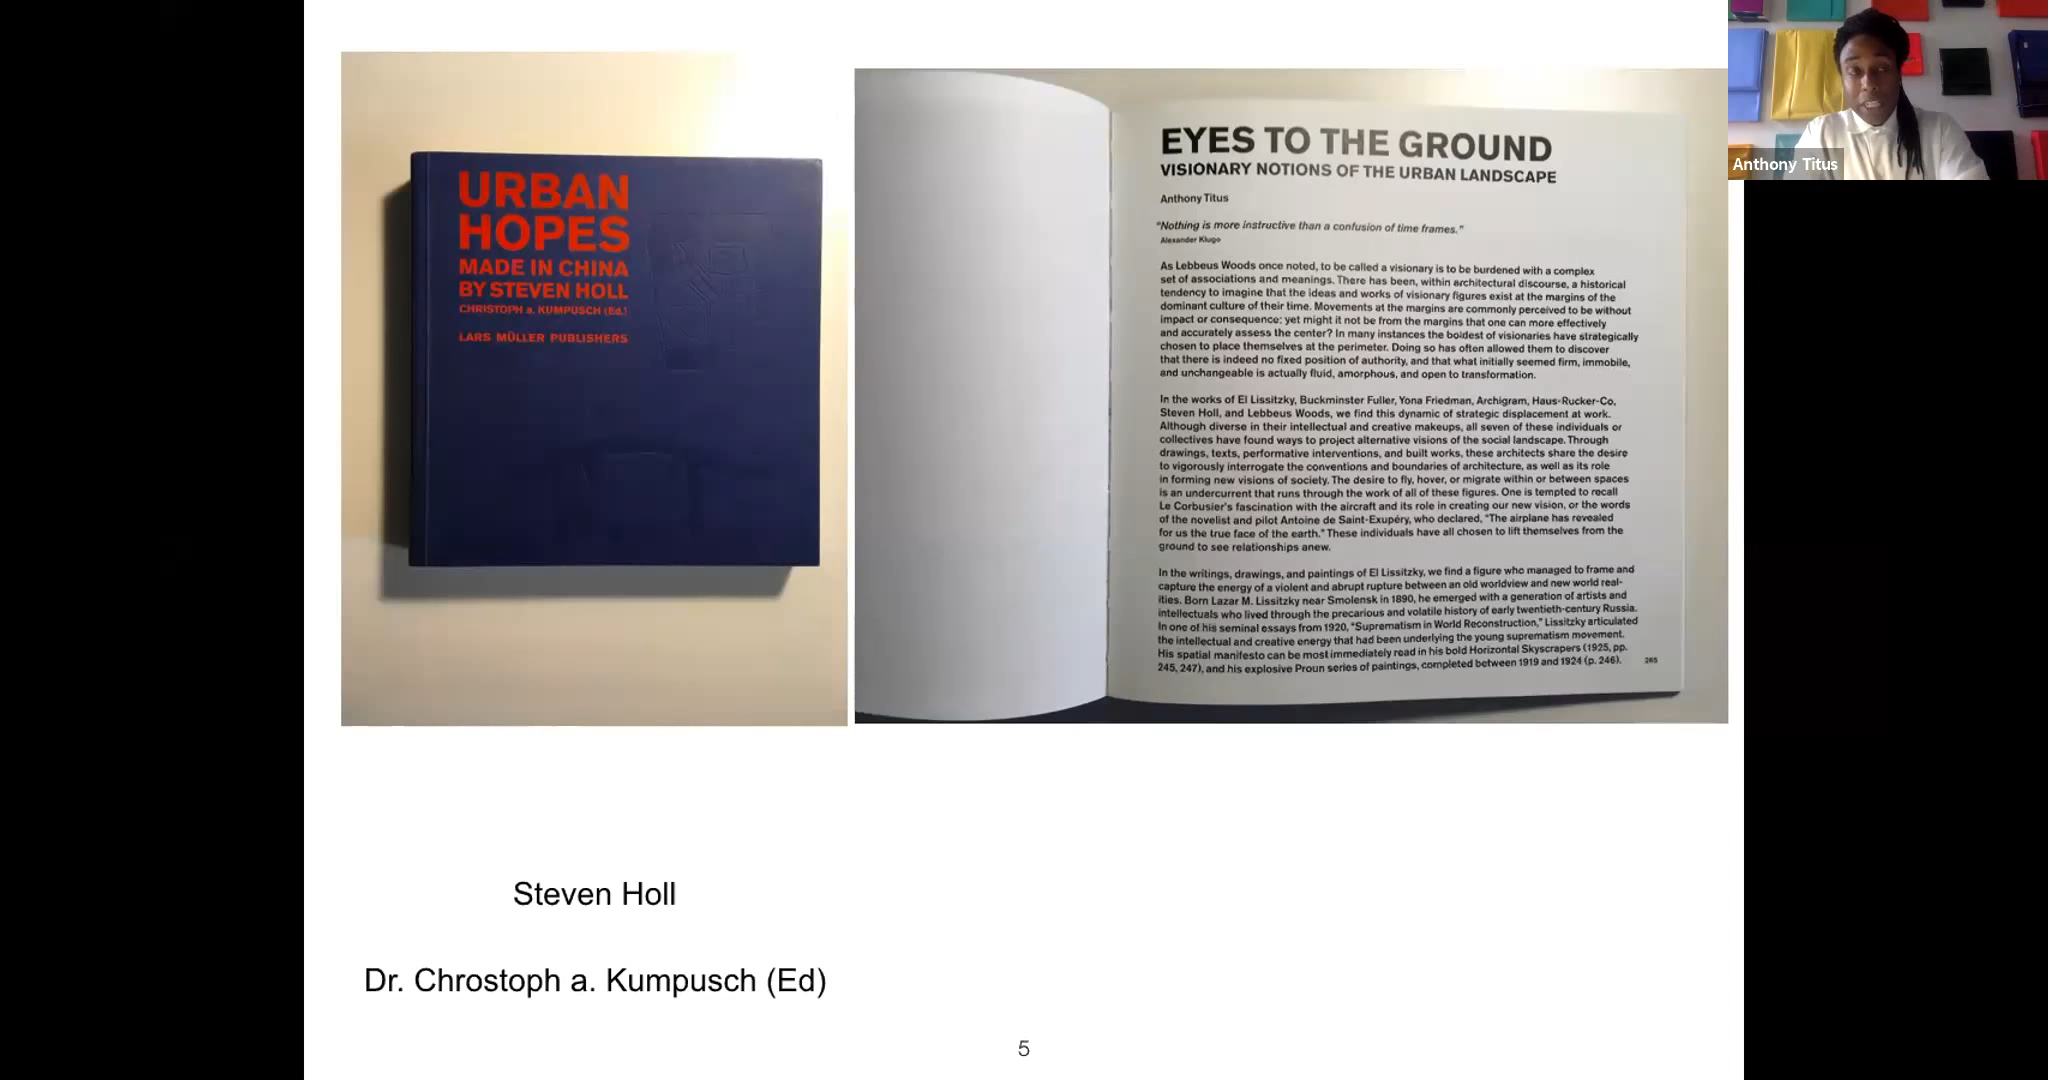 URBAN
HOPES
MADE IN CHINA
BY STEVEN HOLL
CHRISTOPH a. KUMPUSCH (Ed.)
LARS MÜLLER PUBLISHERS
EYES TO THE GROUND
VISIONARY NOTIONS OF THE URBAN LANDSCAPE
Anthony Titus
“Nothing is more instructive than a confusion of time frames.”
Alexander Kluge
As Lebbeus Woods once noted, to be called a visionary is to be burdened with a complex
set of associations and meanings. There has been, within architectural discourse, a historical
tendency to imagine that the ideas and works of visionary figures exist at the margins of the
dominant culture of their time. Movements at the margins are commonly perceived to be without
impact or consequence; yet might it not be from the margins that one can more effectively
and accurately assess the center? In many instances the boldest of visionaries have strategically
chosen to place themselves at the perimeter. Doing so has often allowed them to discover
that there is indeed no fixed position of authority, and that what initially seemed firm, immobile,
and unchangeable is actually fluid, amorphous, and open to transformation.
In the works of El Lissitzky, Buckminster Fuller, Yona Friedman, Archigram, Haus-Rucker-Co,
Steven Holl, and Lebbeus Woods, we find this dynamic of strategic displacement at work.
Although diverse in their intellectual and creative makeups, all seven of these individuals or
collectives have found ways to project alternative visions of the social landscape. Through
drawings, texts, performative interventions, and built works, these architects share the desire
to vigorously interrogate the conventions and boundaries of architecture, as well as its role
in forming new visions of society. The desire to fly, hover, or migrate within or between spaces
is an undercurrent that runs through the work of all of these figures. One is tempted to recall
Le Corbusier's fascination with the aircraft and its role in creating our new vision, or the words
of the novelist and pilot Antoine de Saint-Exupéry, who declared, “The airplane has revealed
for us the true face of the earth.” These individuals have all chosen to lift themselves from the
ground to see relationships anew.
In the writings, drawings, and paintings of El Lissitzky, we find a figure who managed to frame and
capture the energy of a violent and abrupt rupture between an old worldview and new world real-
ities. Born Lazar M. Lissitzky near Smolensk in 1890, he emerged with a generation of artists and
intellectuals who lived through the precarious and volatile history of early twentieth-century Russia.
In one of his seminal essays from 1920, “Suprematism in World Reconstruction,” Lissitzky articulated
the intellectual and creative energy that had been underlying the young suprematism movement.
His spatial manifesto can be most immediately read in his bold Horizontal Skyscrapers (1925, pp.
245, 247), and his explosive Proun series of paintings, completed between 1919 and 1924 (p. 246).
265
Steven Holl
Dr. Chrostoph a. Kumpusch (Ed)
5
Anthony Titus